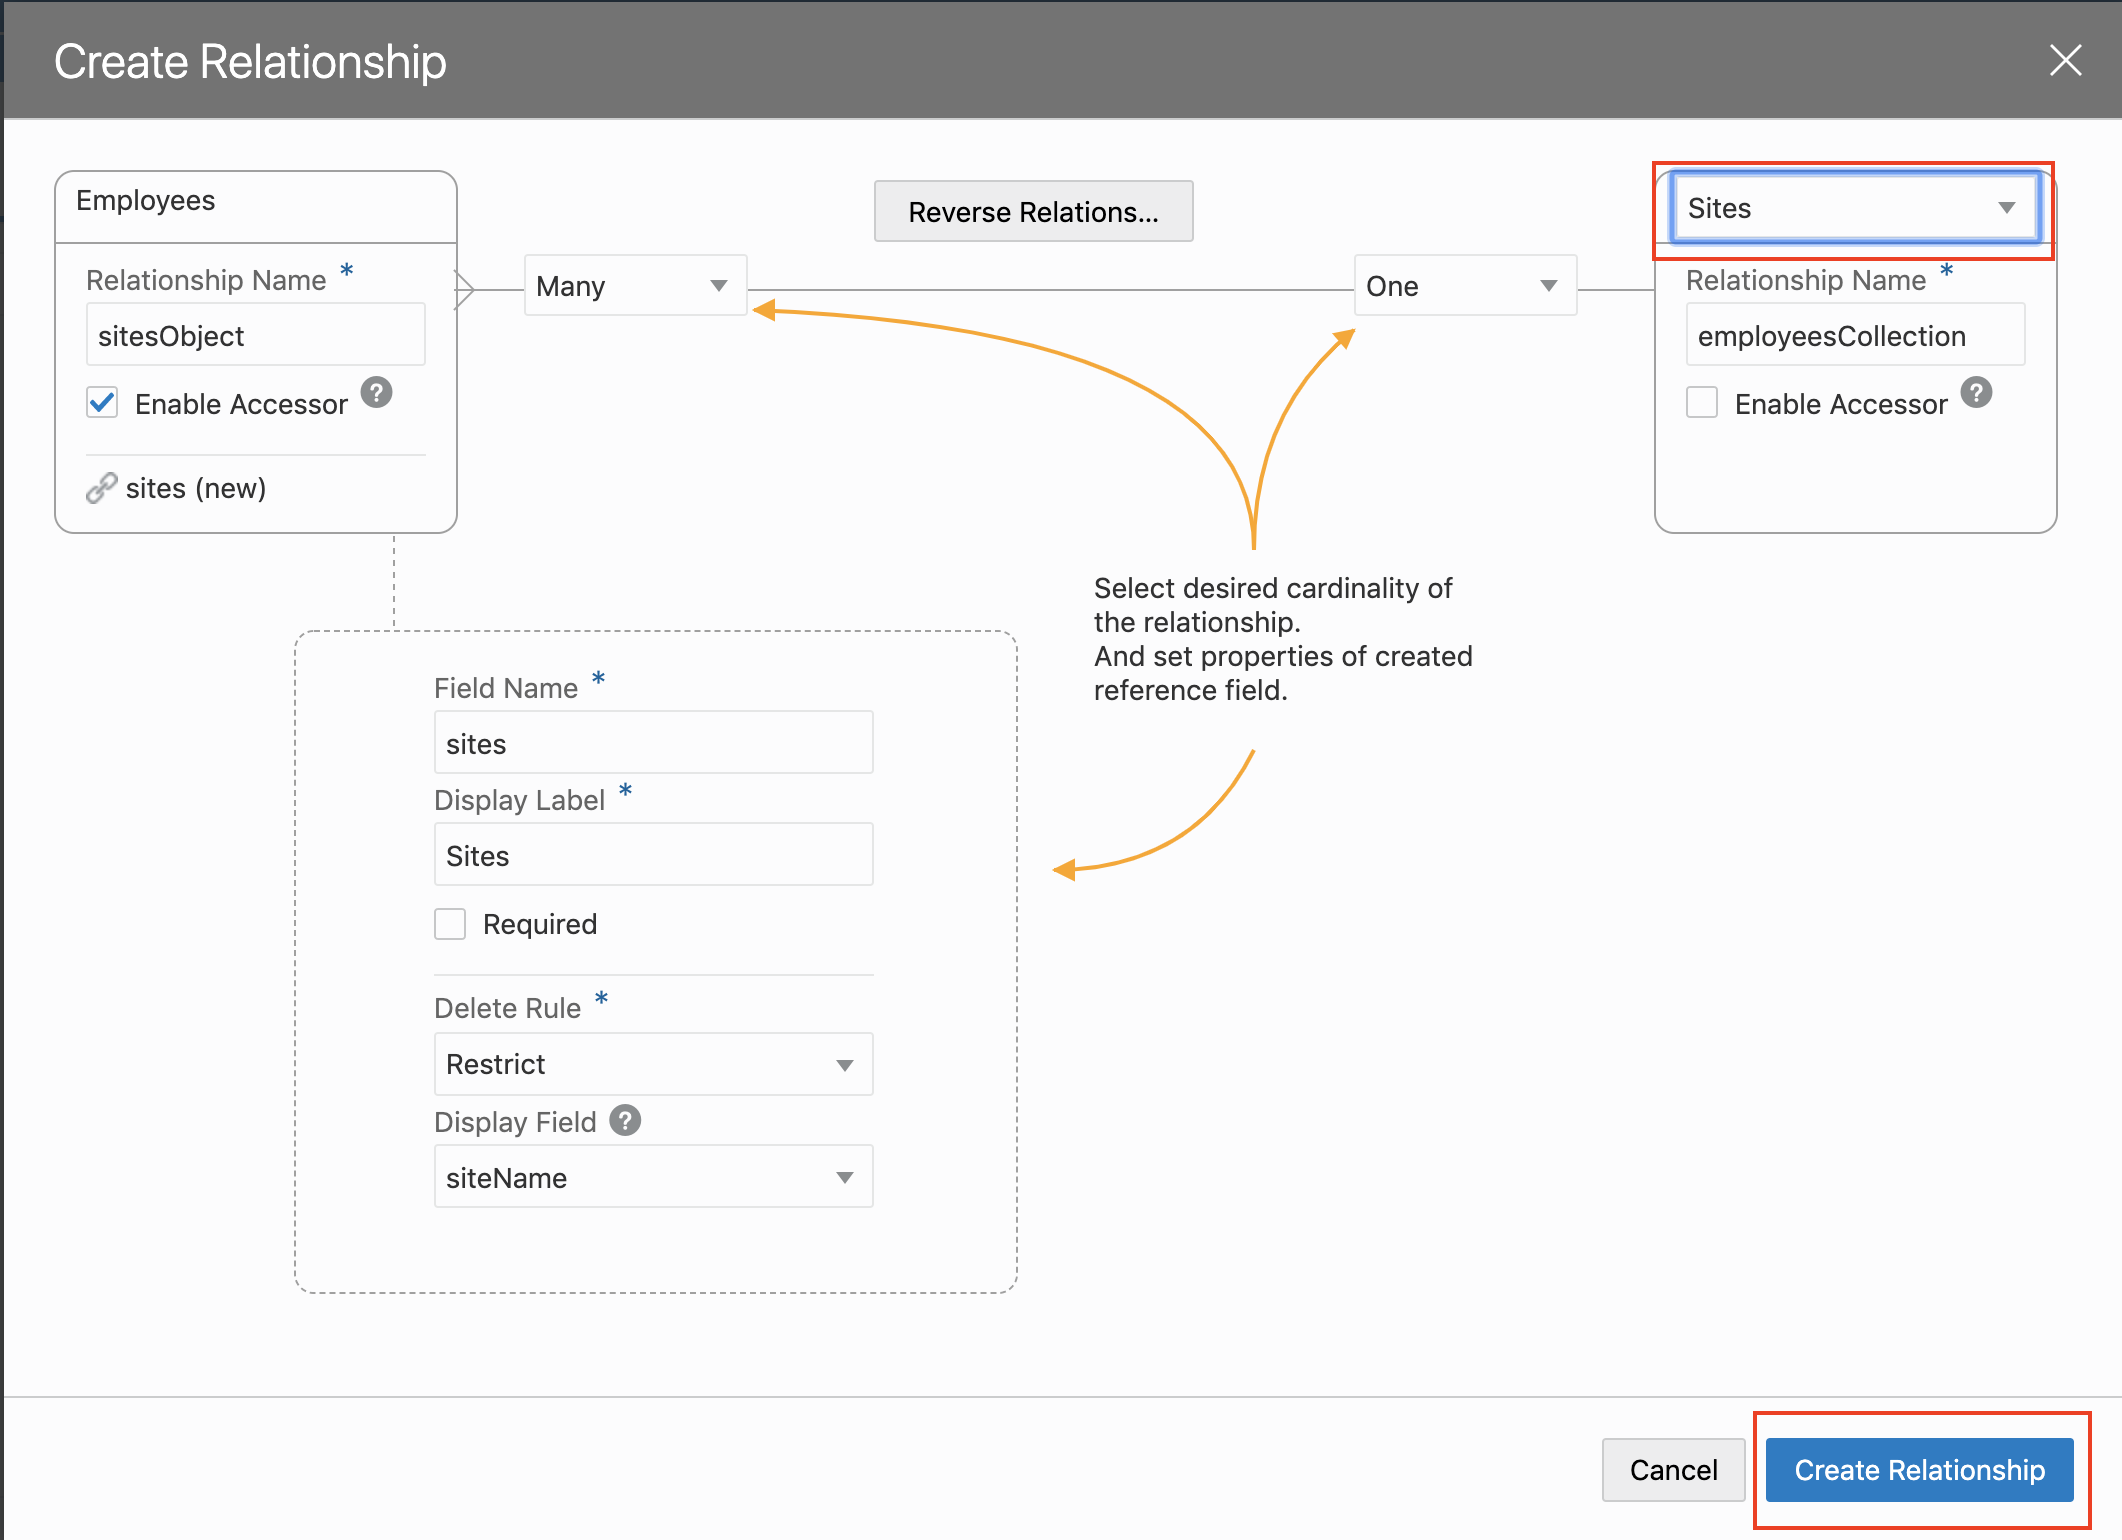 Create Relationship
Employees
Reverse Relations...
Sites
Relationship Name *
Many
One
Relationship Name *
sitesObject
employeesCollection
Enable Accessor ?
Enable Accessor ?
sites (new)
Select desired cardinality of
the relationship.
And set properties of created
reference field.
Field Name *
sites
Display Label *
Sites
Required
Delete Rule *
Restrict
Display Field ?
siteName
Cancel
Create Relationship